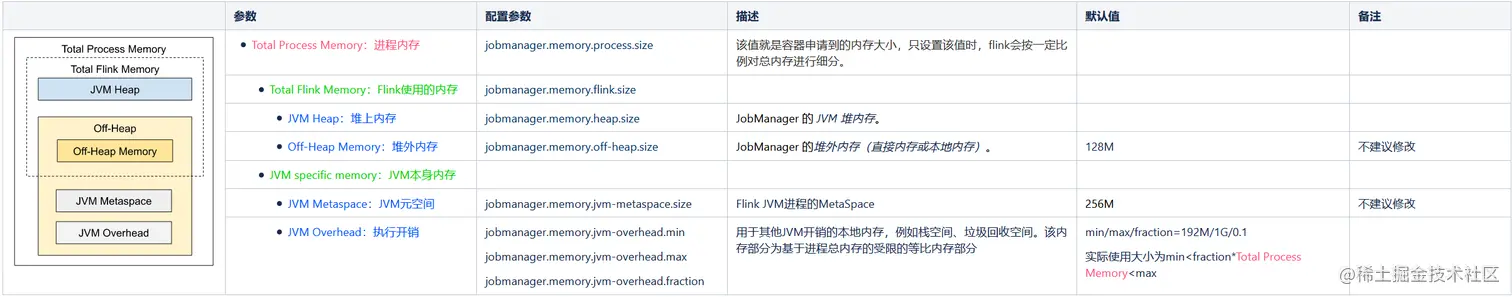 参数 配置参数 描述 默认值 备注
Total Process Memory
Total Flink Memory
JVM Heap
Off-Heap
Off-Heap Memory
JVM Metaspace
JVM Overhead
Total Process Memory：进程内存 jobmanager.memory.process.size 该值就是容器申请到的内存大小，只设置该值时，flink会按一定比
例对总内存进行细分。
Total Flink Memory：Flink使用的内存 jobmanager.memory.flink.size
JVM Heap：堆上内存 jobmanager.memory.heap.size JobManager 的 JVM 堆内存。
Off-Heap Memory：堆外内存 jobmanager.memory.off-heap.size JobManager 的堆外内存（直接内存或本地内存）。 128M 不建议修改
JVM specific memory：JVM本身内存
JVM Metaspace：JVM元空间 jobmanager.memory.jvm-metaspace.size Flink JVM进程的MetaSpace 256M 不建议修改
JVM Overhead：执行开销 jobmanager.memory.jvm-overhead.min 用于其他JVM开销的本地内存，例如栈空间、垃圾回收空间。该内 min/max/fraction=192M/1G/0.1
jobmanager.memory.jvm-overhead.max 存部分为基于进程总内存的受限的等比内存部分 实际使用大小为min<fraction*Total Process
jobmanager.memory.jvm-overhead.fraction Memory<max
@稀土掘金技术社区